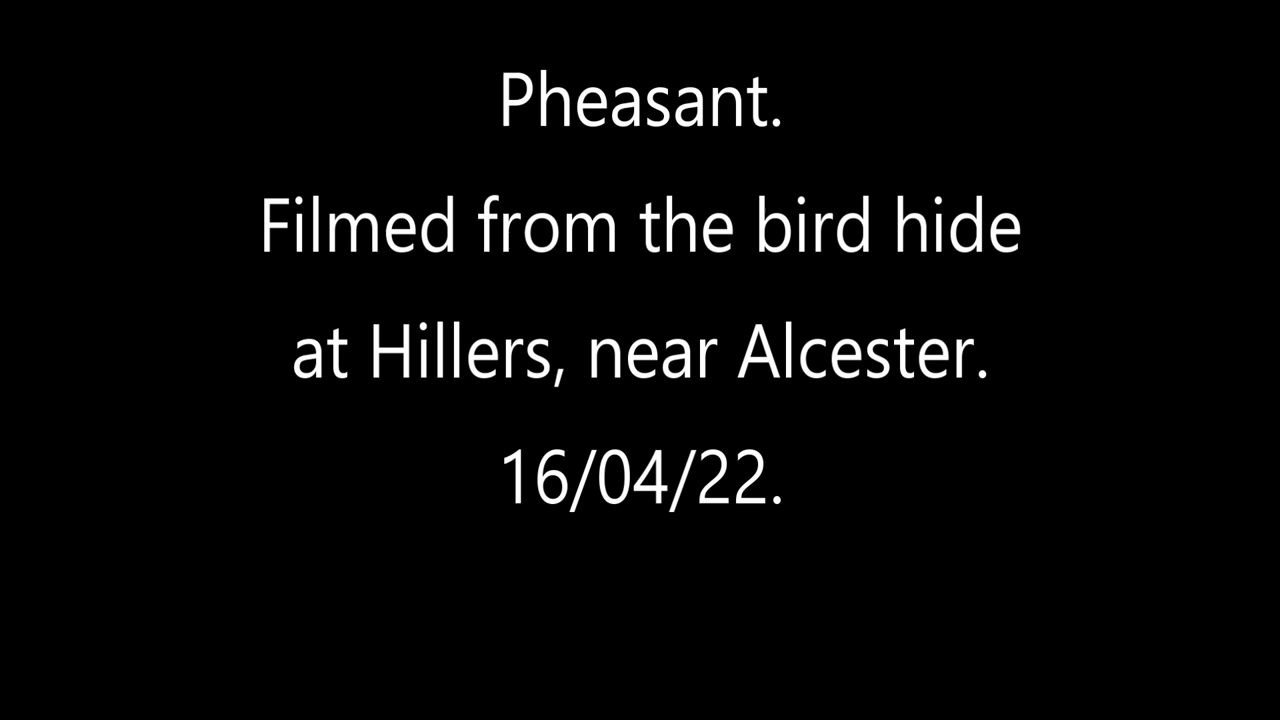 Pheasant.
Filmed from the bird hide
at Hillers, near Alcester.
16/04/22.